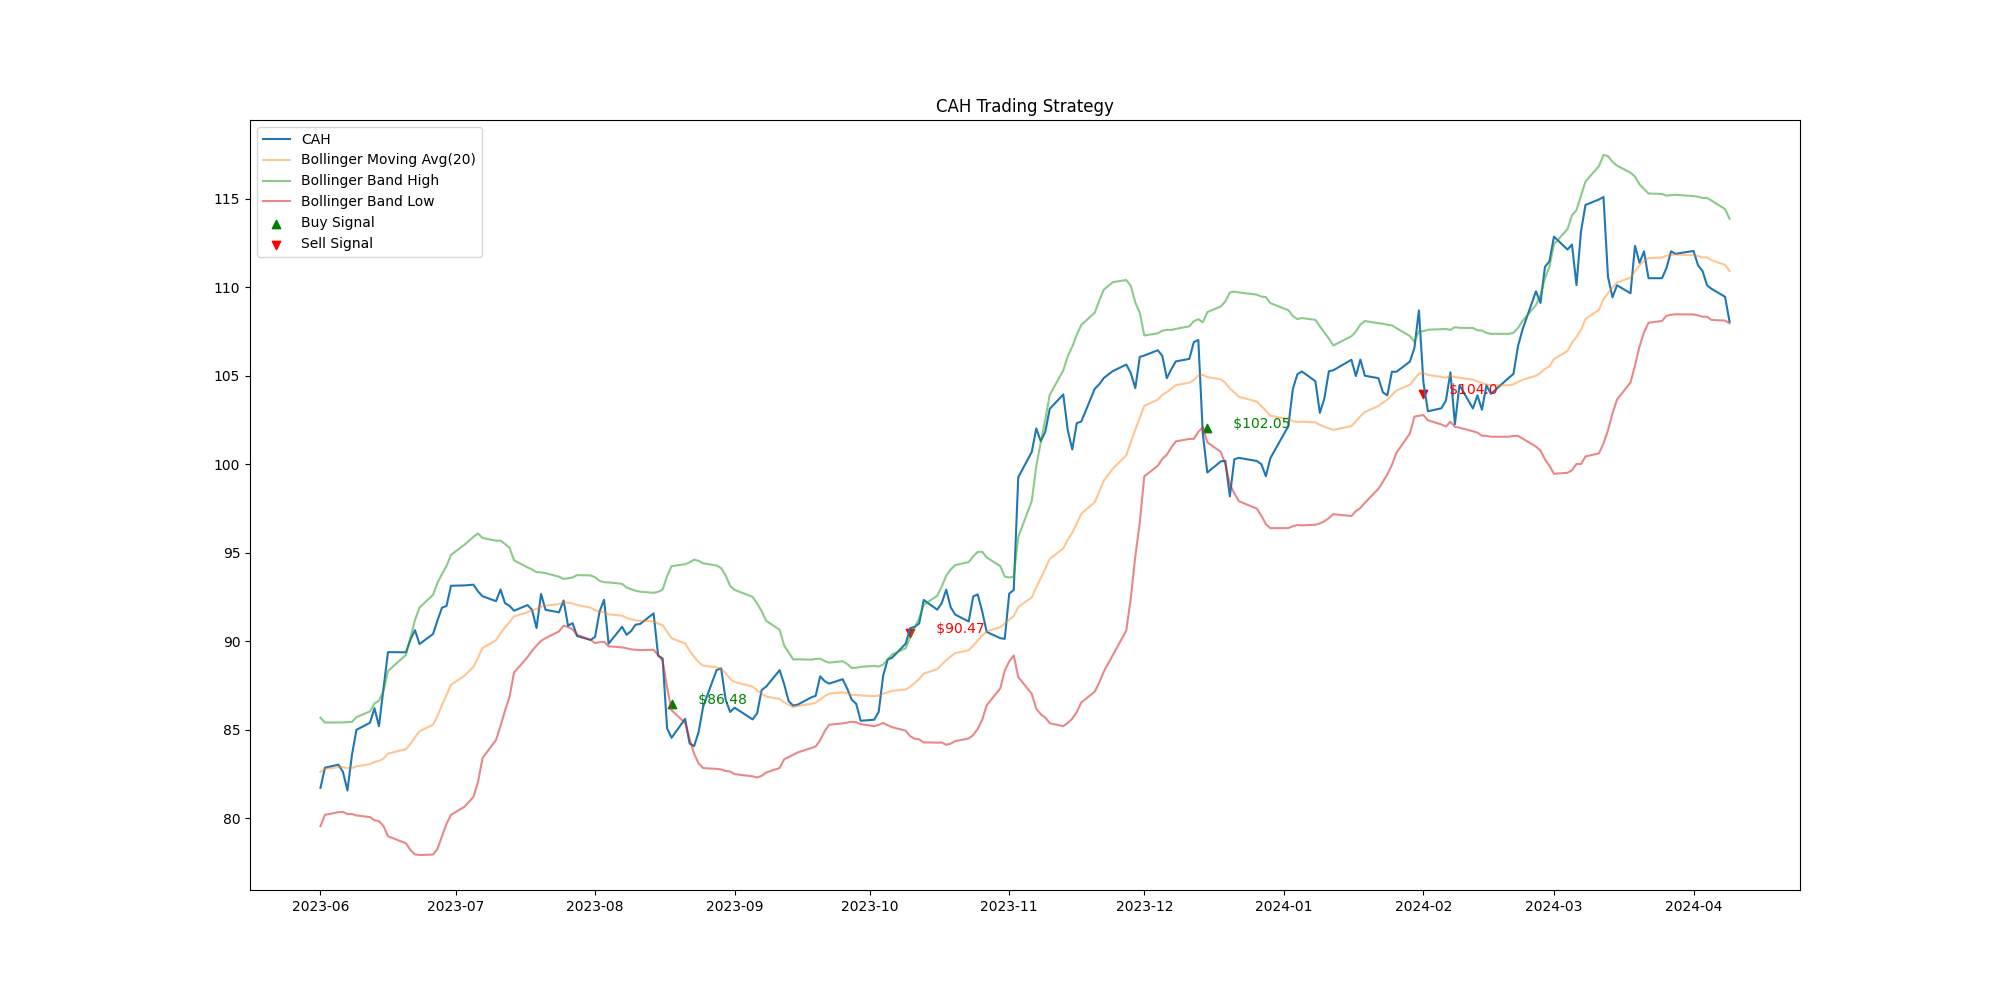 CAH Trading Strategy
CAH
Bollinger Moving Avg(20)
Bollinger Band High
Bollinger Band Low
Buy Signal
Sell Signal
115
110
105
100
95
90
85
80
$86.48
$90.47
$102.05
$104.0
2023-06 2023-07 2023-08 2023-09 2023-10 2023-11 2023-12 2024-01 2024-02 2024-03 2024-04